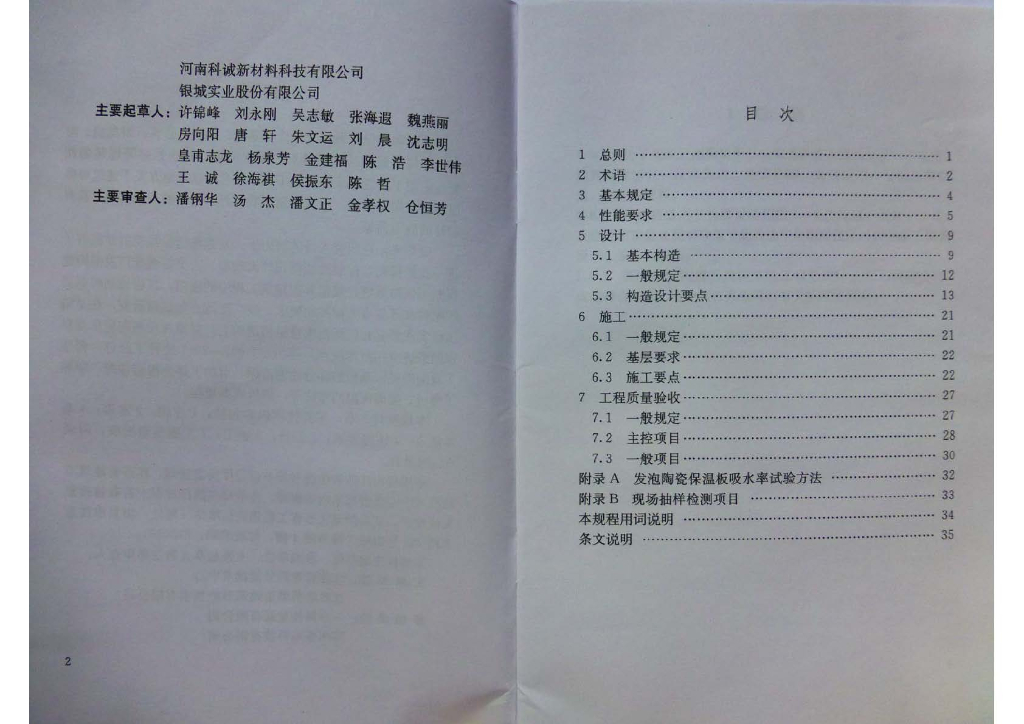 河南科诚新材料科技有限公司
银城实业股份有限公司
主要起草人：许锦峰 刘永刚 吴志敏 张海遐 魏燕丽
房向阳 唐 轩 朱文运 刘 晨 沈志明
皇甫志龙 杨泉芳 金建福 陈 浩 李世伟
王 诚 徐海祺 侯振东 陈 哲
主要审查人：潘钢华 汤 杰 潘文正 金孝权 仓恒芳
2
目 次
1 总则 …… 1
2 术语 …… 2
3 基本规定 …… 4
4 性能要求 …… 5
5 设计 …… 9
5.1 基本构造 …… 9
5.2 一般规定 …… 12
5.3 构造设计要点 …… 13
6 施工 …… 21
6.1 一般规定 …… 21
6.2 基层要求 …… 22
6.3 施工要点 …… 22
7 工程质量验收 …… 27
7.1 一般规定 …… 27
7.2 主控项目 …… 28
7.3 一般项目 …… 30
附录 A 发泡陶瓷保温板吸水率试验方法 …… 32
附录 B 现场抽样检测项目 …… 33
本规程用词说明 …… 34
条文说明 …… 35